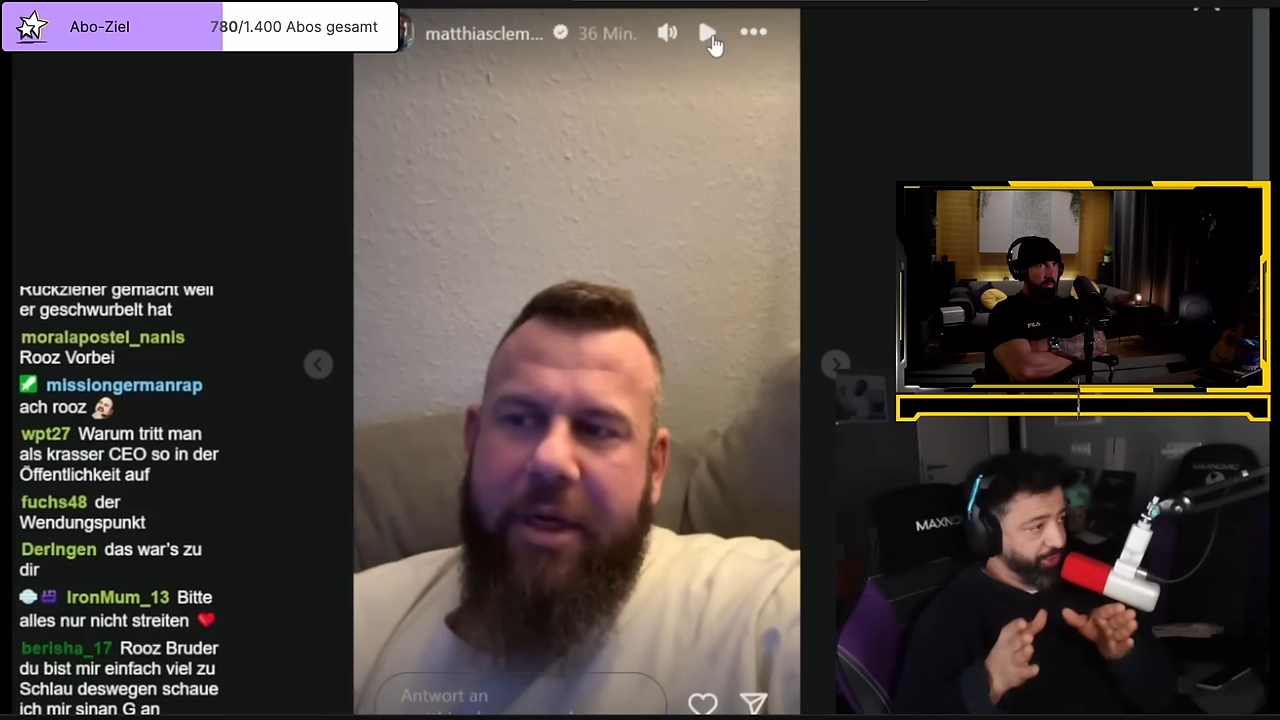 Abo-Ziel
780/1.400 Abos gesamt
matthiasclem...
36 Min.
Rückzieher gemacht weil
er geschwurbelt hat
moralapostel_nanis
Rooz Vorbei
missiongermanrap
ach rooz
wpt27 Warum tritt man
als krasser CEO so in der
Öffentlichkeit auf
fuchs48 der
Wendungspunkt
DerIngen das war's zu
dir
IronMum_13 Bitte
alles nur nicht streiten
berisha_17 Rooz Bruder
du bist mir einfach viel zu
Schlau deswegen schaue
ich mir sinan G an
Antwort an
FILA
MAXNO
MAXNOMIC